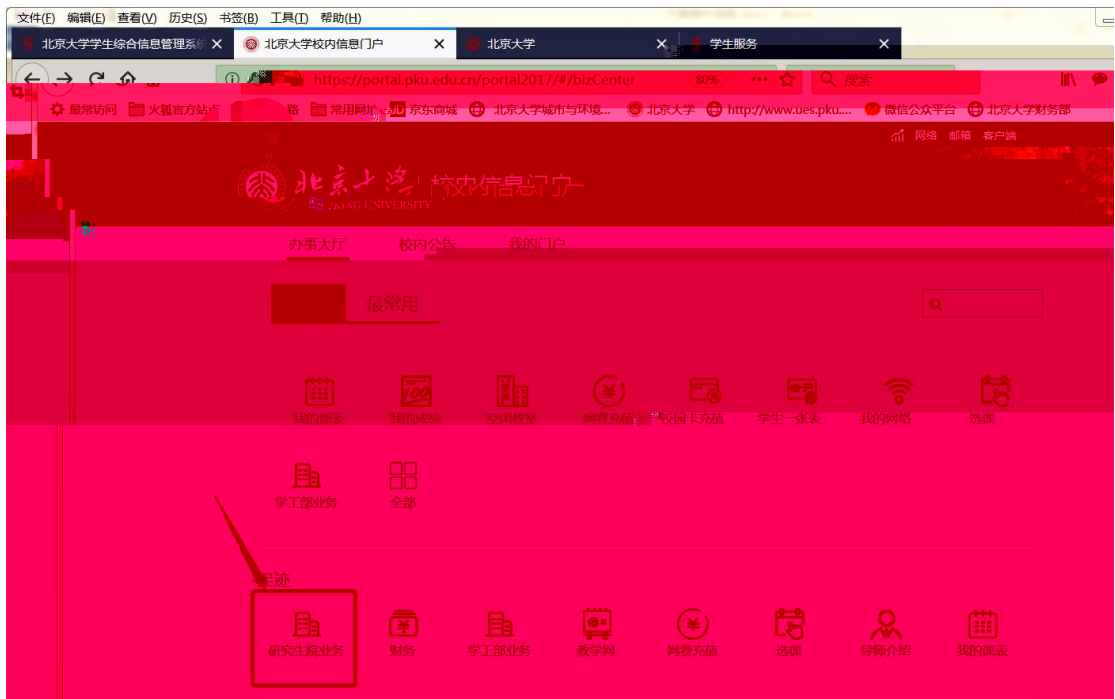 文件(F) 编辑(E) 查看(V) 历史(S) 书签(B) 工具(T) 帮助(H)
北京大学学生综合信息管理系统 北京大学校内信息门户 北京大学 学生服务
https://portal.pku.edu.cn/portal2017/#/bizCenter 80% 搜索
最常访问 火狐官方站点 常用网址 京东商城 北京大学城市与环境... 北京大学 http://www.ues.pku.... 微信公众平台 北京大学财务部
网络 邮箱 客户端
北京大学 校内信息门户
PEKING UNIVERSITY
办事大厅 校内公告 我的门户
最常用
我的课表 我的成绩 空闲教室 网费充值 校园卡充值 学生一张表 我的网络 选课
学工部业务 全部
足迹
研究生院业务 财务 学工部业务 教学网 网费充值 选课 导师介绍 我的课表